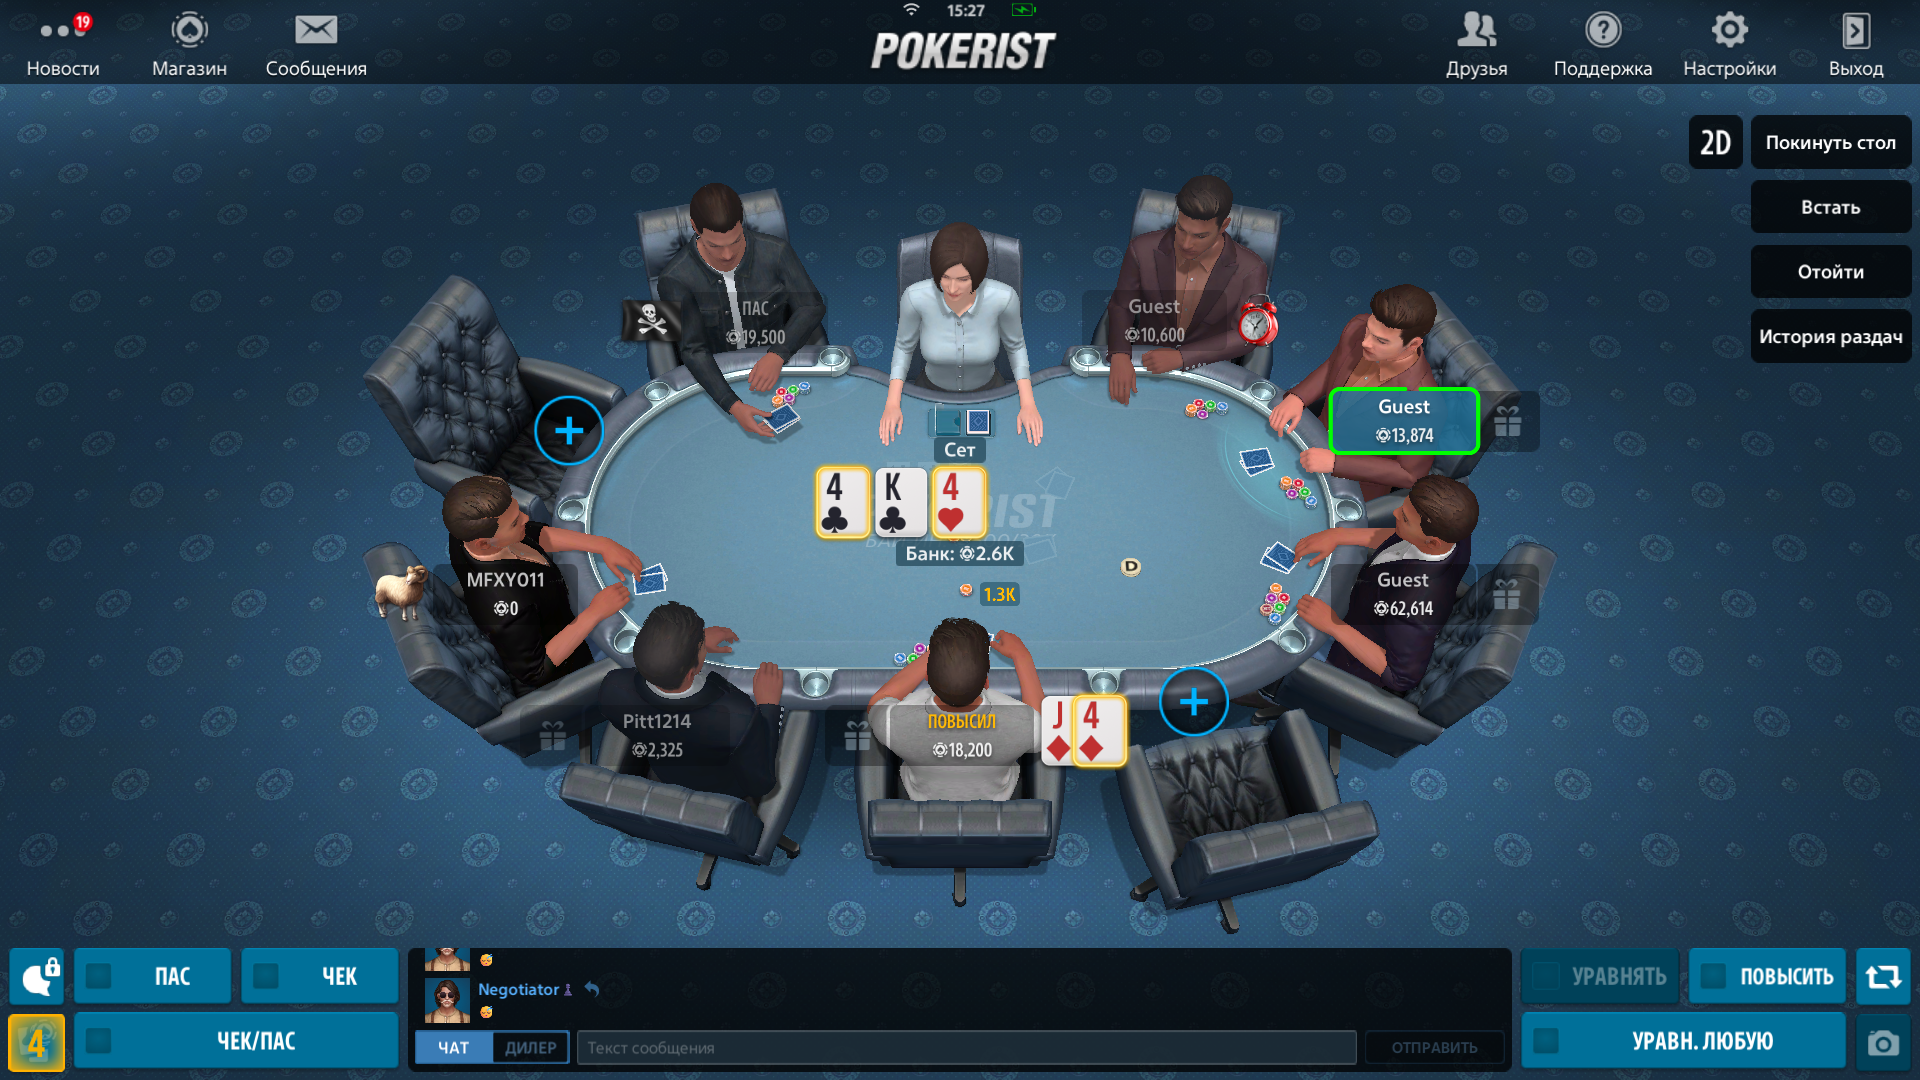 15:27
19
Новости
Магазин
Сообщения
POKERIST
Друзья
Поддержка
Настройки
Выход
2D
Покинуть стол
Встать
Отойти
История раздач
ПАС
19,500
Guest
10,600
Guest
13,874
Сет
4
K
4
Банк: 2.6K
1.3K
D
MFXYO11
0
Guest
62,614
Pitt1214
2,325
ПОВЫСИЛ
18,200
J
4
ПАС
ЧЕК
4
ЧЕК/ПАС
Negotiator
ЧАТ
ДИЛЕР
Текст сообщения
ОТПРАВИТЬ
УРАВНЯТЬ
ПОВЫСИТЬ
УРАВН. ЛЮБУЮ